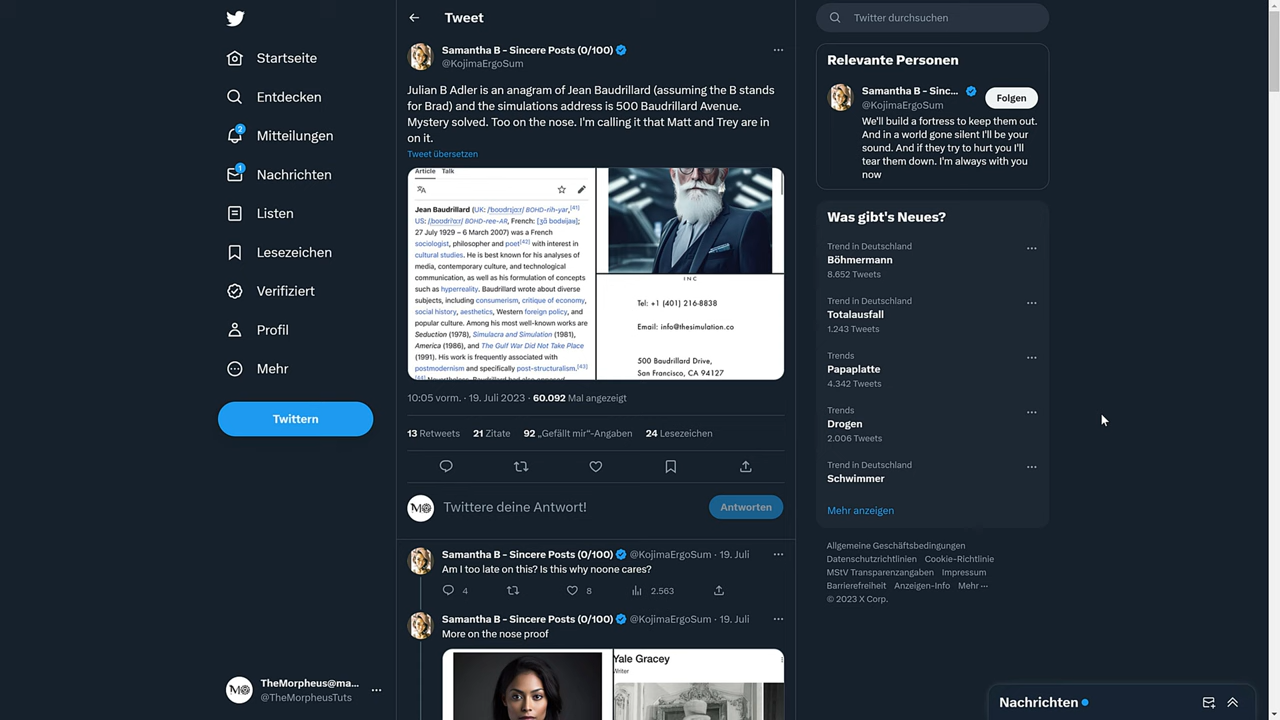 Startseite
Entdecken
2
Mitteilungen
1
Nachrichten
Listen
Lesezeichen
Verifiziert
Profil
Mehr
Twittern
TheMorpheus@ma...
@TheMorpheusTuts
Tweet
Samantha B - Sincere Posts (0/100)
@KojimaErgoSum
Julian B Adler is an anagram of Jean Baudrillard (assuming the B stands
for Brad) and the simulations address is 500 Baudrillard Avenue.
Mystery solved. Too on the nose. I'm calling it that Matt and Trey are in
on it.
Tweet übersetzen
Article Talk
Jean Baudrillard (UK: /ˈboʊdrɪjɑːr/ BOHD-rih-yar,[41]
US: /ˌboʊdriˈɑːr/ BOHD-ree-AR, French: [ʒɑ̃ bodʁijaʁ];
27 July 1929 – 6 March 2007) was a French
sociologist, philosopher and poet[42] with interest in
cultural studies. He is best known for his analyses of
media, contemporary culture, and technological
communication, as well as his formulation of concepts
such as hyperreality. Baudrillard wrote about diverse
subjects, including consumerism, critique of economy,
social history, aesthetics, Western foreign policy, and
popular culture. Among his most well-known works are
Seduction (1978), Simulacra and Simulation (1981),
America (1986), and The Gulf War Did Not Take Place
(1991). His work is frequently associated with
postmodernism and specifically post-structuralism.[43]
INC
Tel: +1 (401) 216-8838
Email: info@thesimulation.co
500 Baudrillard Drive,
San Francisco, CA 94127
10:05 vorm. · 19. Juli 2023 · 60.092 Mal angezeigt
13 Retweets 21 Zitate 92 „Gefällt mir“-Angaben 24 Lesezeichen
MO
Twittere deine Antwort!
Antworten
Samantha B - Sincere Posts (0/100) @KojimaErgoSum · 19. Juli
Am I too late on this? Is this why noone cares?
4 8 2.563
Samantha B - Sincere Posts (0/100) @KojimaErgoSum · 19. Juli
More on the nose proof
Yale Gracey
Writer
Twitter durchsuchen
Relevante Personen
Samantha B - Sinc...
@KojimaErgoSum
Folgen
We'll build a fortress to keep them out.
And in a world gone silent I'll be your
sound. And if they try to hurt you I'll
tear them down. I'm always with you
now
Was gibt's Neues?
Trend in Deutschland
Böhmermann
8.652 Tweets
Trend in Deutschland
Totalausfall
1.243 Tweets
Trends
Papaplatte
4.342 Tweets
Trends
Drogen
2.006 Tweets
Trend in Deutschland
Schwimmer
Mehr anzeigen
Allgemeine Geschäftsbedingungen
Datenschutzrichtlinien Cookie-Richtlinie
MStV Transparenzangaben Impressum
Barrierefreiheit Anzeigen-Info Mehr ···
© 2023 X Corp.
Nachrichten